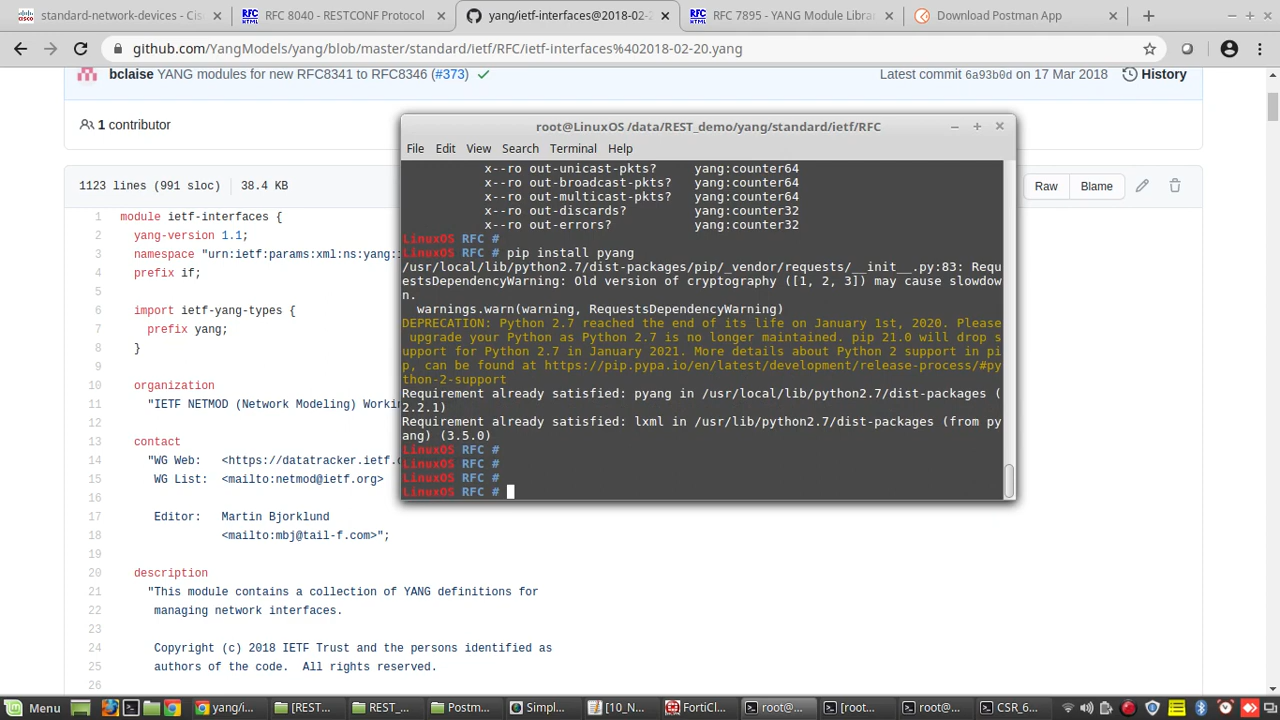 standard-network-devices - Cis
RFC 8040 - RESTCONF Protocol
yang/ietf-interfaces@2018-02-2
RFC 7895 - YANG Module Libra
Download Postman App
github.com/YangModels/yang/blob/master/standard/ietf/RFC/ietf-interfaces%402018-02-20.yang
bclaise YANG modules for new RFC8341 to RFC8346 (#373)
Latest commit 6a93b0d on 17 Mar 2018
History
1 contributor
1123 lines (991 sloc) 38.4 KB
Raw
Blame
1 module ietf-interfaces {
2 yang-version 1.1;
3 namespace "urn:ietf:params:xml:ns:yang:
4 prefix if;
5
6 import ietf-yang-types {
7 prefix yang;
8 }
9
10 organization
11 "IETF NETMOD (Network Modeling) Workin
12
13 contact
14 "WG Web: <https://datatracker.ietf.o
15 WG List: <mailto:netmod@ietf.org>
16
17 Editor: Martin Bjorklund
18 <mailto:mbj@tail-f.com>";
19
20 description
21 "This module contains a collection of YANG definitions for
22 managing network interfaces.
23
24 Copyright (c) 2018 IETF Trust and the persons identified as
25 authors of the code. All rights reserved.
26
root@LinuxOS /data/REST_demo/yang/standard/ietf/RFC
File Edit View Search Terminal Help
x--ro out-unicast-pkts? yang:counter64
x--ro out-broadcast-pkts? yang:counter64
x--ro out-multicast-pkts? yang:counter64
x--ro out-discards? yang:counter32
x--ro out-errors? yang:counter32
LinuxOS RFC #
LinuxOS RFC # pip install pyang
/usr/local/lib/python2.7/dist-packages/pip/_vendor/requests/__init__.py:83: Requ
estsDependencyWarning: Old version of cryptography ([1, 2, 3]) may cause slowdow
n.
warnings.warn(warning, RequestsDependencyWarning)
DEPRECATION: Python 2.7 reached the end of its life on January 1st, 2020. Please
upgrade your Python as Python 2.7 is no longer maintained. pip 21.0 will drop s
upport for Python 2.7 in January 2021. More details about Python 2 support in pi
p, can be found at https://pip.pypa.io/en/latest/development/release-process/#py
thon-2-support
Requirement already satisfied: pyang in /usr/local/lib/python2.7/dist-packages (
2.2.1)
Requirement already satisfied: lxml in /usr/lib/python2.7/dist-packages (from py
ang) (3.5.0)
LinuxOS RFC #
LinuxOS RFC #
LinuxOS RFC #
LinuxOS RFC #
Menu
yang/i...
[REST...
REST_...
Postm...
Simpl...
[10_N...
FortiCl...
root@...
[root...
root@...
CSR_6...